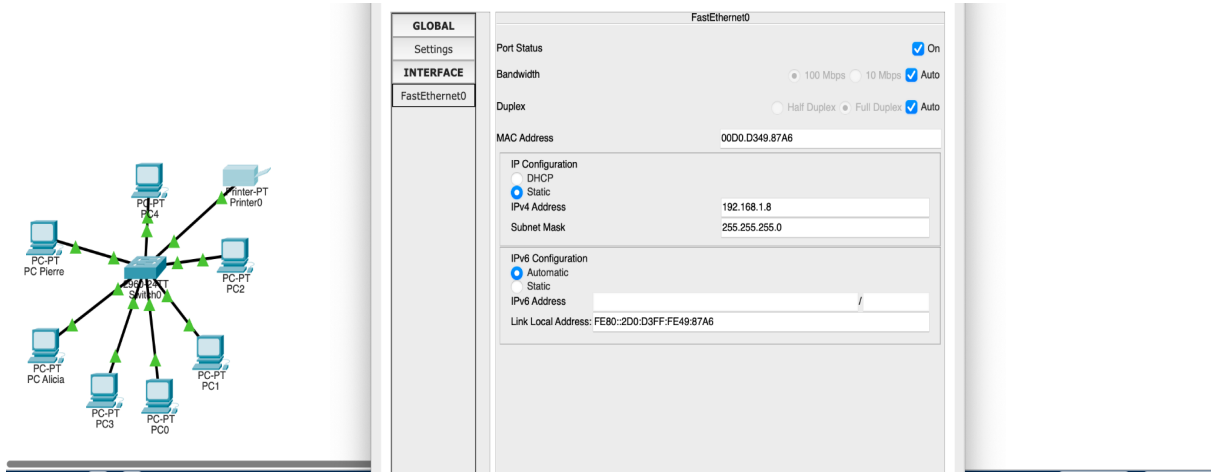 PC-PT
PC4
Printer-PT
Printer0
PC-PT
PC Pierre
2960-24TT
Switch0
PC-PT
PC2
PC-PT
PC Alicia
PC-PT
PC1
PC-PT
PC3
PC-PT
PC0
GLOBAL
Settings
INTERFACE
FastEthernet0
FastEthernet0
Port Status On
Bandwidth 100 Mbps 10 Mbps Auto
Duplex Half Duplex Full Duplex Auto
MAC Address 00D0.D349.87A6
IP Configuration
DHCP
Static
IPv4 Address 192.168.1.8
Subnet Mask 255.255.255.0
IPv6 Configuration
Automatic
Static
IPv6 Address /
Link Local Address: FE80::2D0:D3FF:FE49:87A6